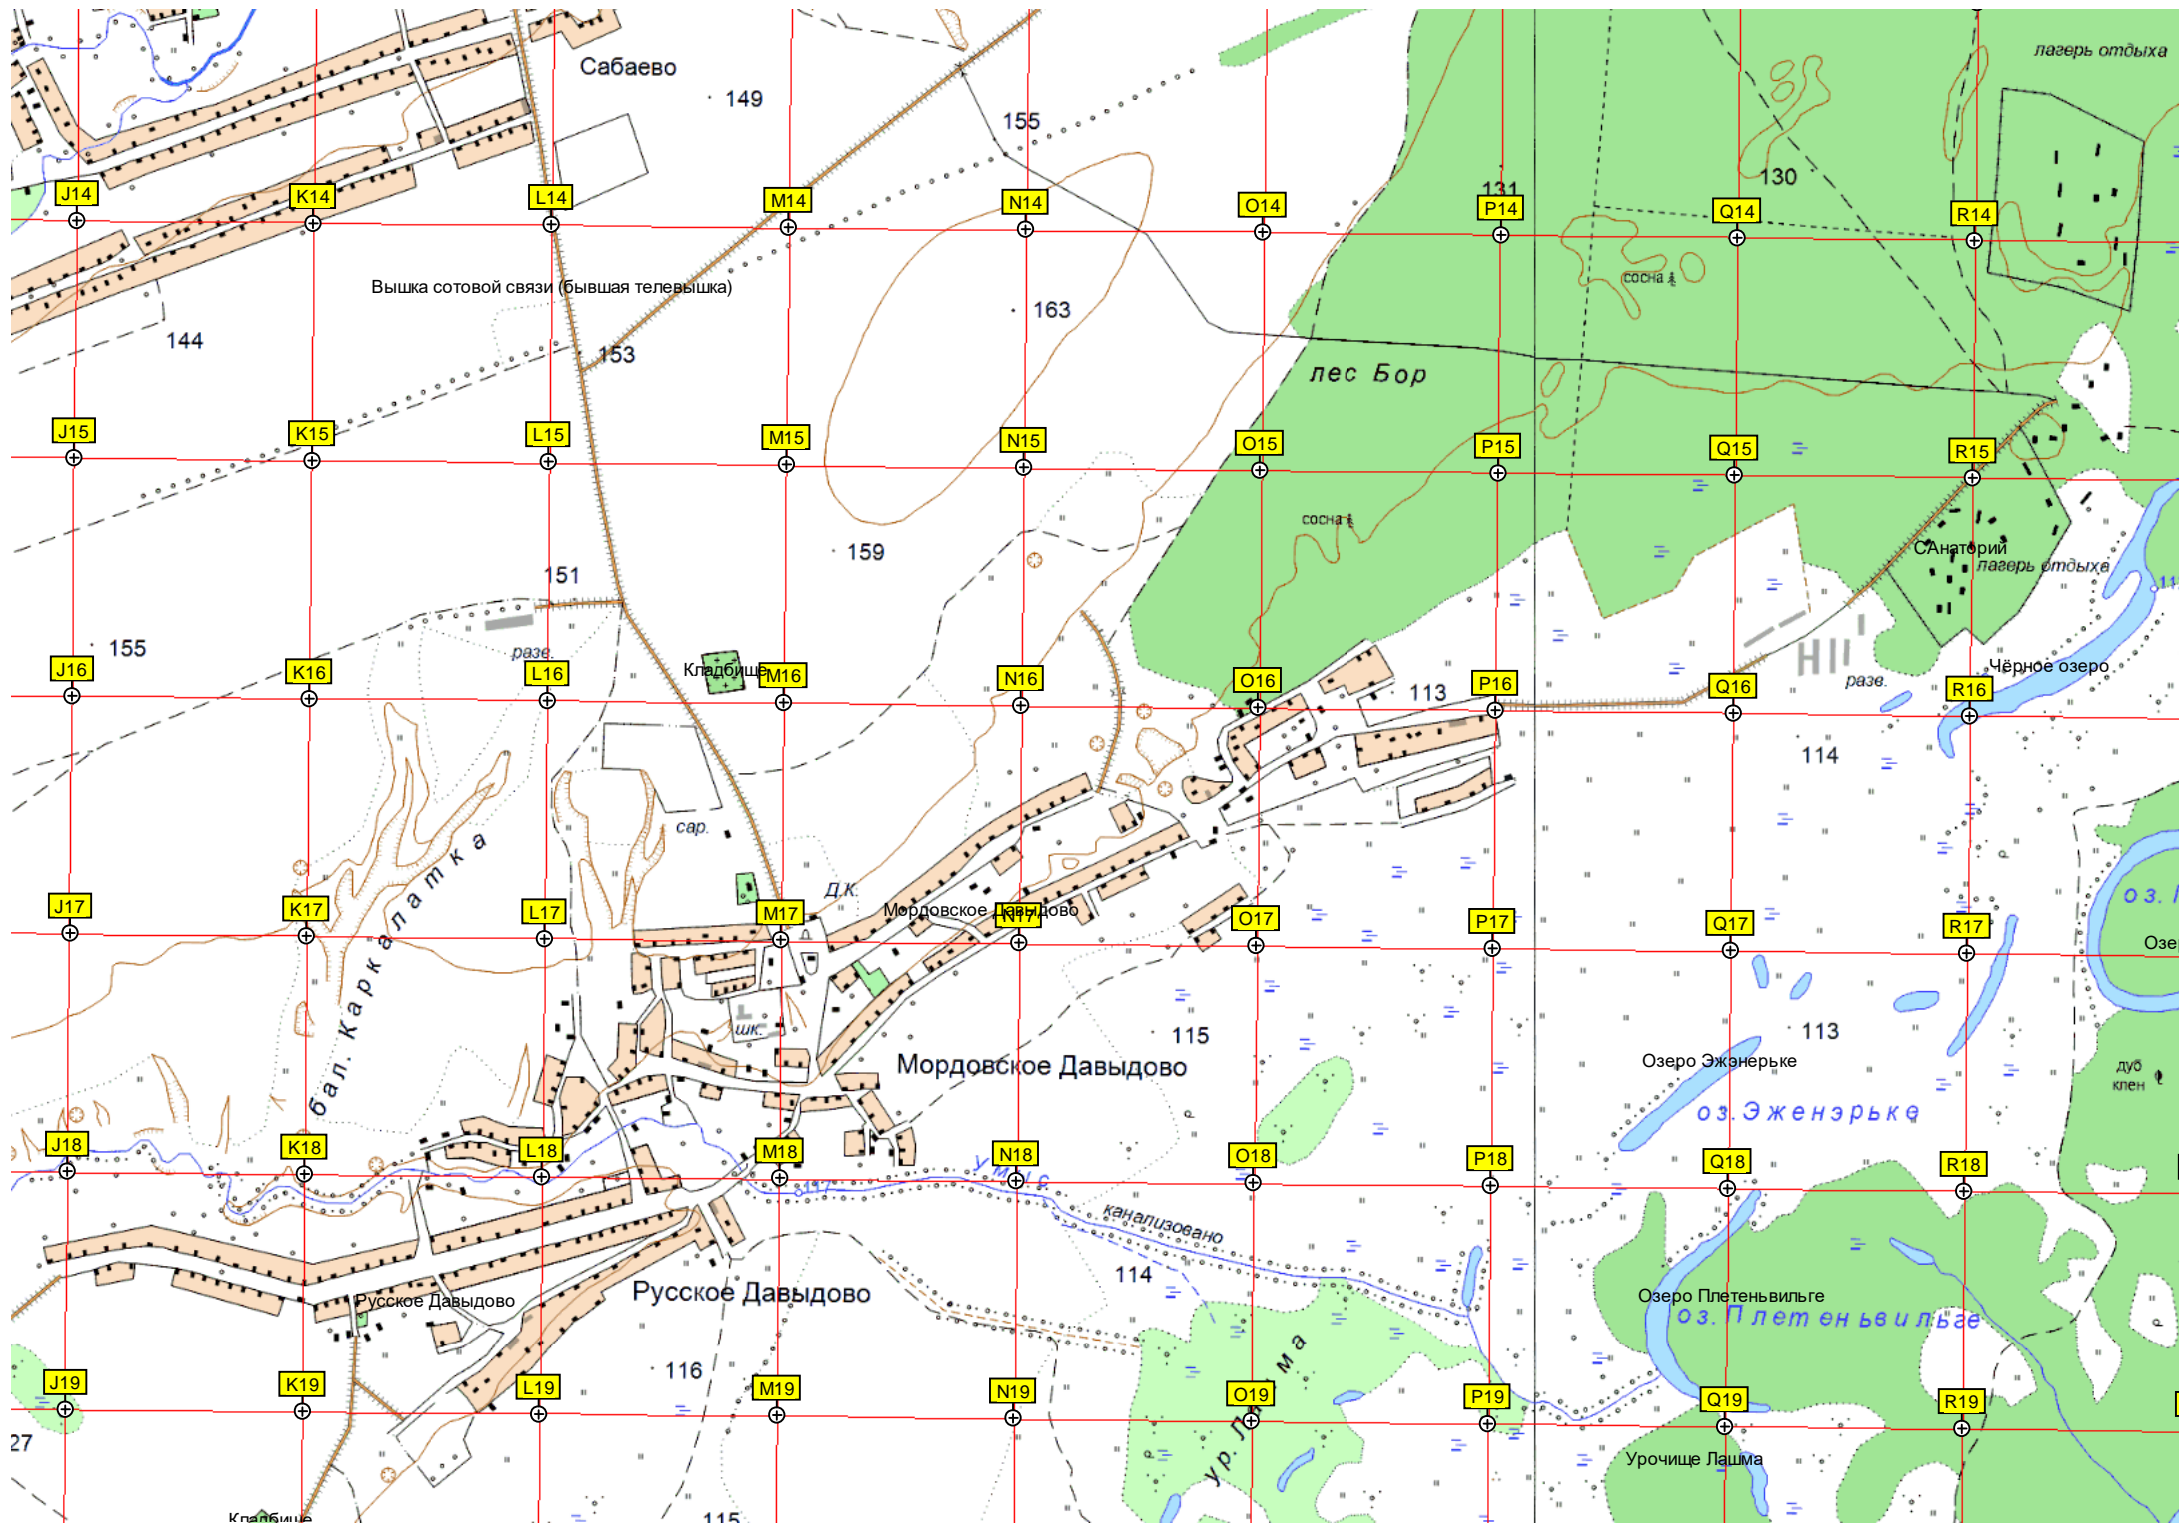 Сабаево
лагерь отдыха
149
155
131
130
J14 K14 L14 M14 N14 O14 P14 Q14 R14
сосна
Вышка сотовой связи (бывшая телевышка)
163
144
153
лес Бор
J15 K15 L15 M15 N15 O15 P15 Q15 R15
сосна
159
САнаторий
лагерь отдыха
151
155
разв.
Кладбище
Чёрное озеро
J16 K16 L16 M16 N16 O16 P16 Q16 R16
113
разв.
114
сар.
бал. Каркалатка
Д.К.
Мордовское Давыдово
J17 K17 L17 M17 N17 O17 P17 Q17 R17
шк.
115
113
Мордовское Давыдово
Озеро Эжэнерьке
дуб
клен
оз. Эженэрьке
J18 K18 L18 M18 N18 O18 P18 Q18 R18
117
канализовано
114
Русское Давыдово
Русское Давыдово
Озеро Плетеньвильге
оз. Плетеньвильге
116
J19 K19 L19 M19 N19 O19 P19 Q19 R19
27
Урочище Лашма
Кладбище
115